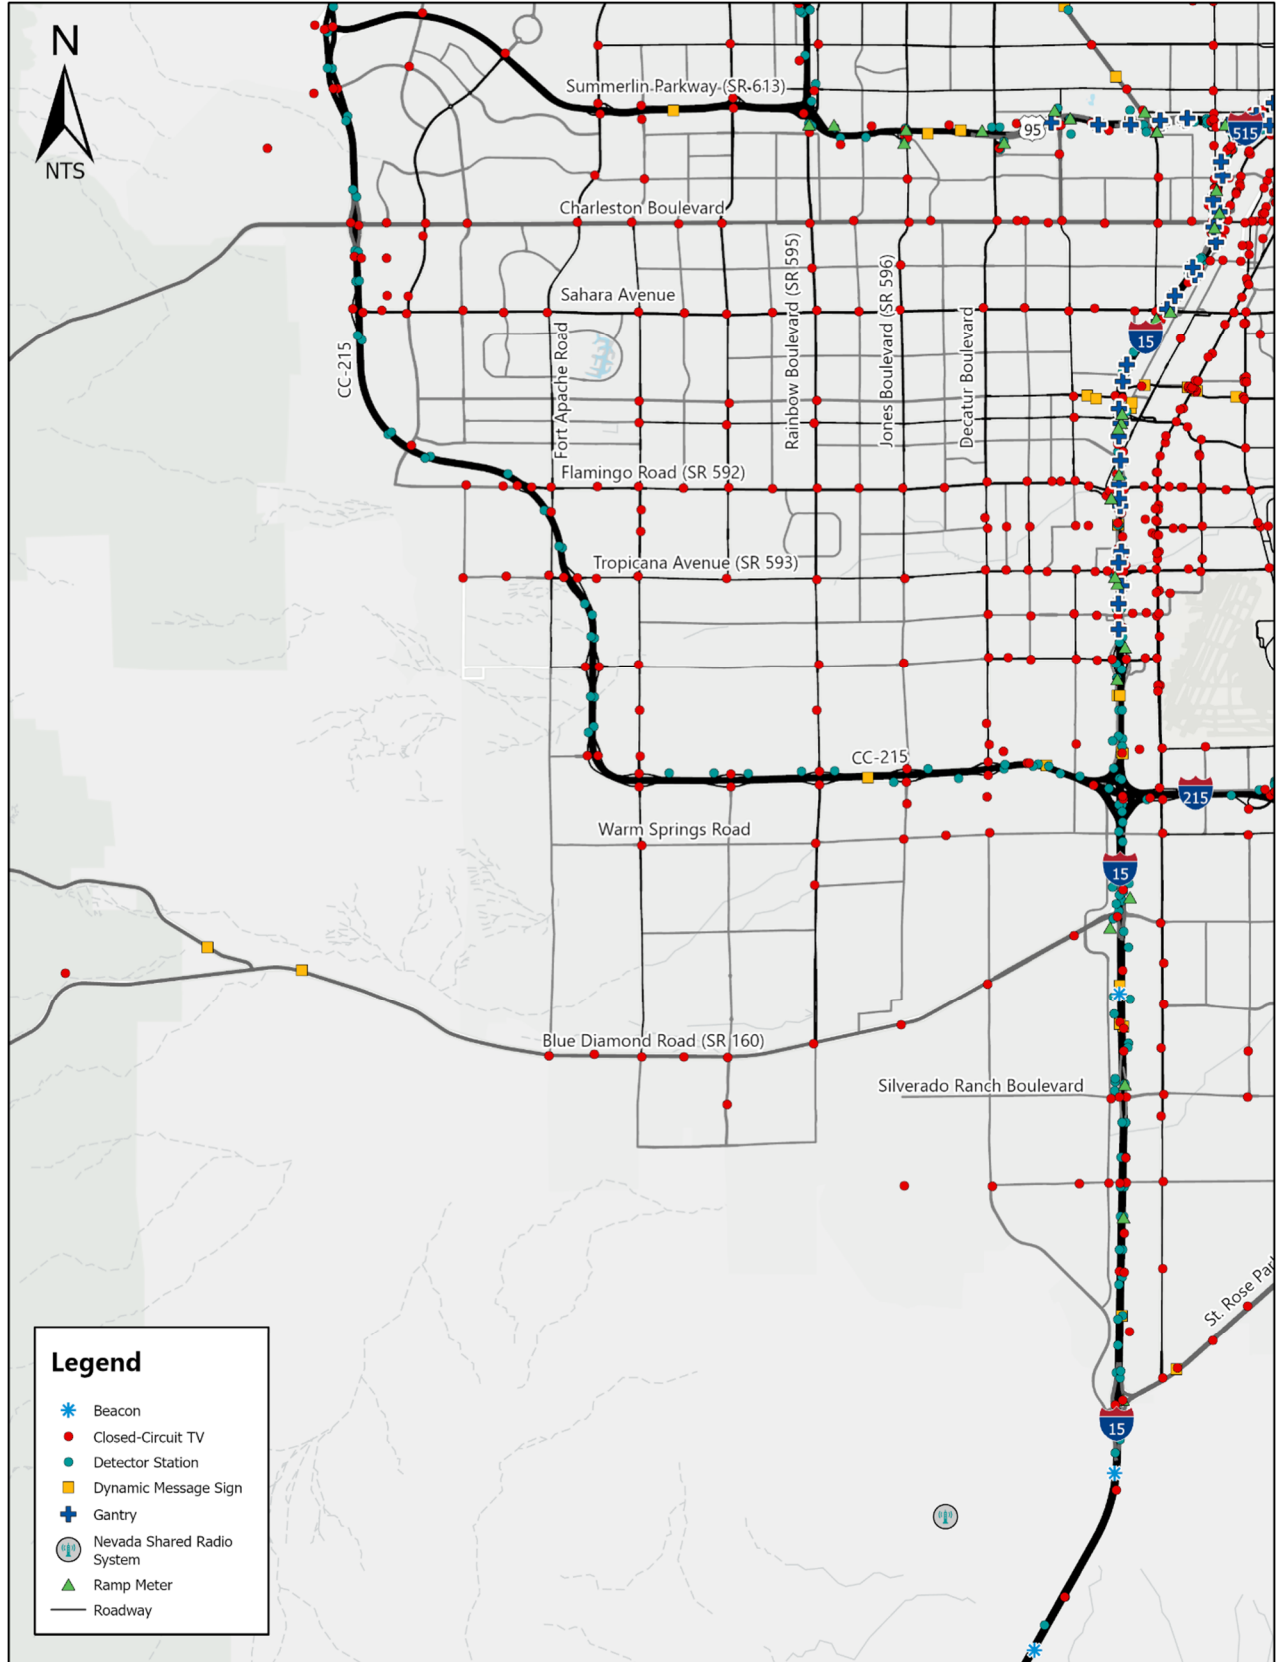 N
NTS
Summerlin Parkway (SR 613)
95
515
Charleston Boulevard
Rainbow Boulevard (SR 595)
Jones Boulevard (SR 596)
Sahara Avenue
Fort Apache Road
Decatur Boulevard
15
CC-215
Flamingo Road (SR 592)
Tropicana Avenue (SR 593)
CC-215
215
Warm Springs Road
15
Blue Diamond Road (SR 160)
Silverado Ranch Boulevard
St. Rose Par
15
Legend
Beacon
Closed-Circuit TV
Detector Station
Dynamic Message Sign
Gantry
Nevada Shared Radio
System
Ramp Meter
Roadway